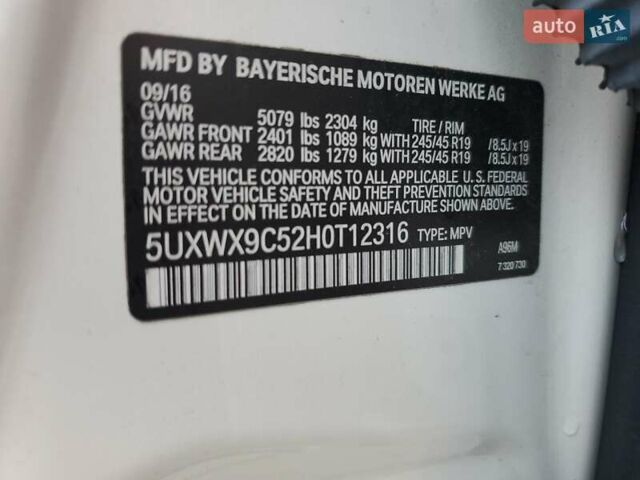 auto RIA .com
MFD BY BAYERISCHE MOTOREN WERKE AG
09/16
GVWR 5079 lbs 2304 kg TIRE / RIM
GAWR FRONT 2401 lbs 1089 kg WITH 245/45 R19 /8.5J x 19
GAWR REAR 2820 lbs 1279 kg WITH 245/45 R19 /8.5J x 19
THIS VEHICLE CONFORMS TO ALL APPLICABLE U. S. FEDERAL
MOTOR VEHICLE SAFETY AND THEFT PREVENTION STANDARDS
IN EFFECT ON THE DATE OF MANUFACTURE SHOWN ABOVE.
5UXWX9C52H0T12316 TYPE: MPV A96M
7 320 730